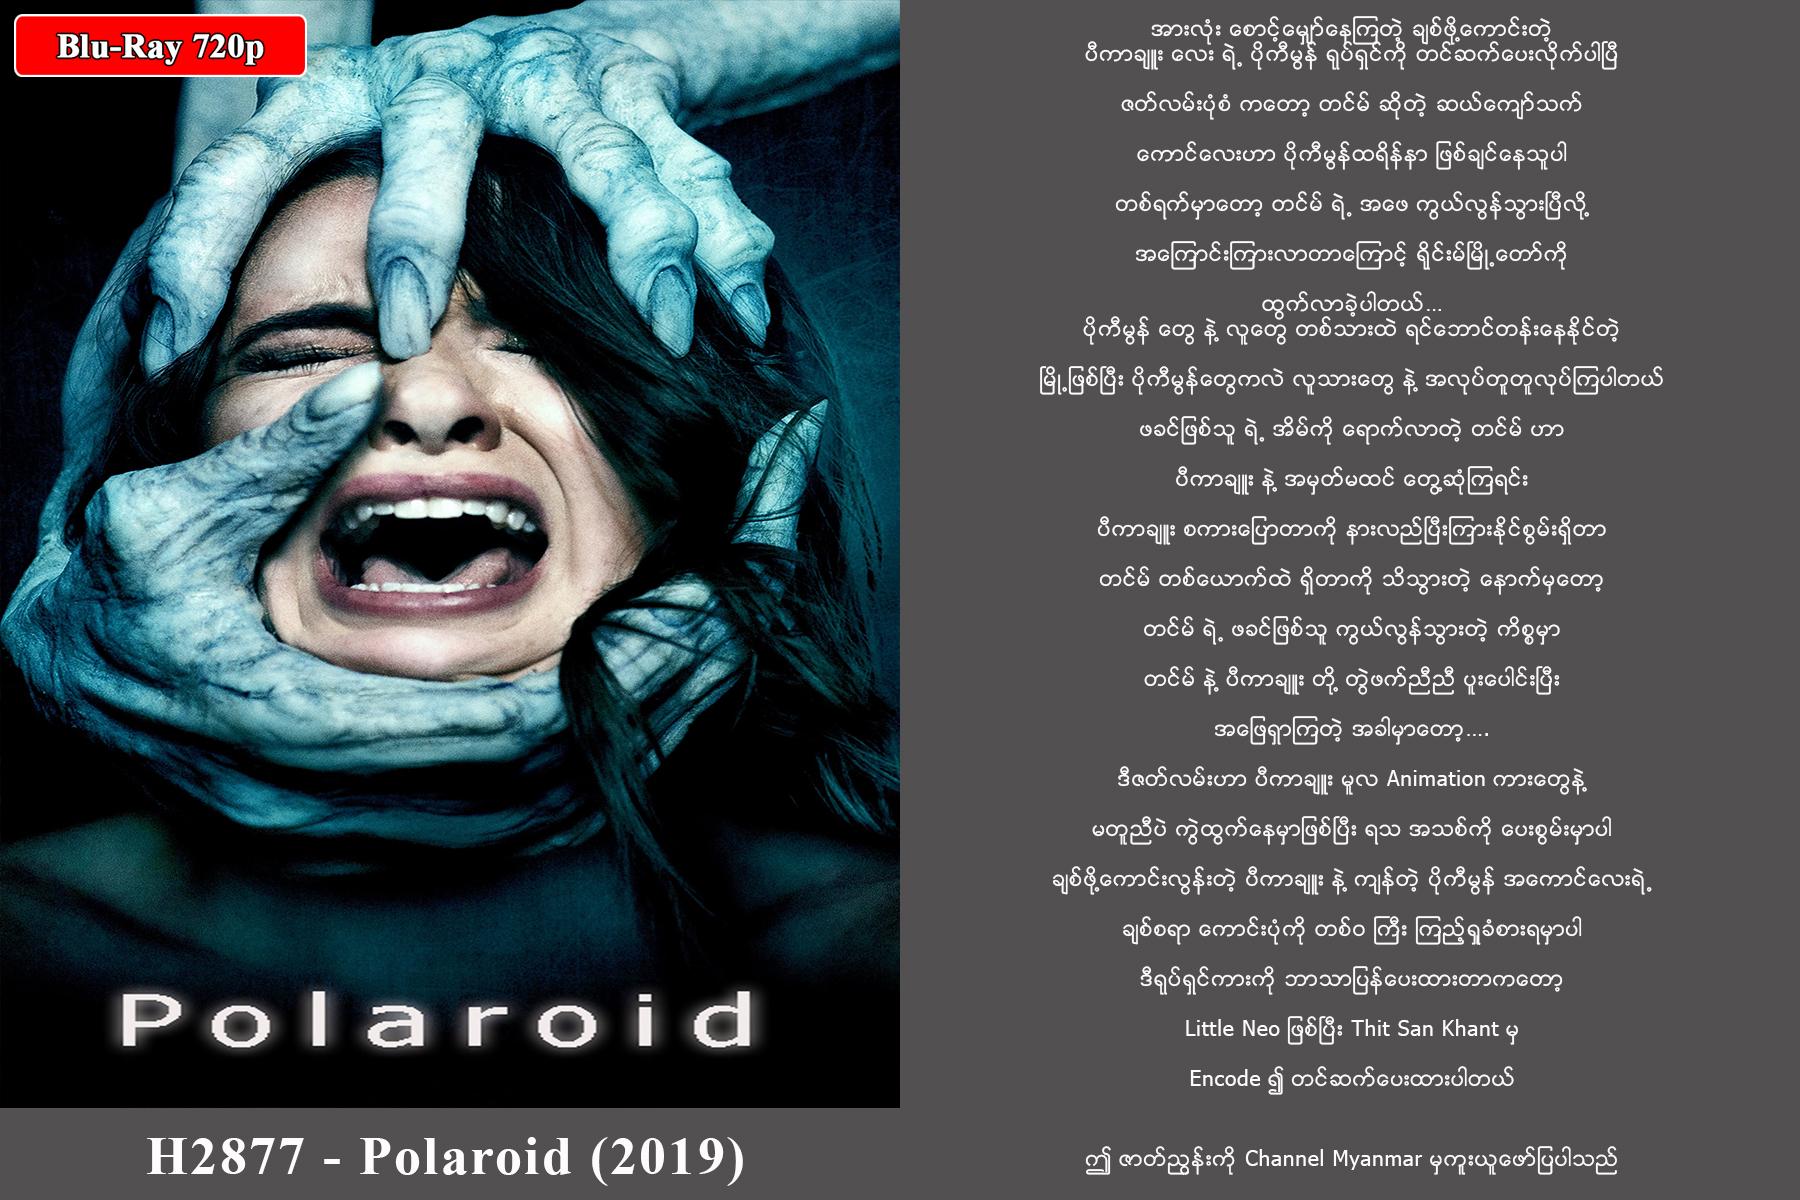 Blu-Ray 720p
Polaroid
H2877 - Polaroid (2019)
အားလုံး စောင့်မျှော်နေကြတဲ့ ချစ်ဖို့ကောင်းတဲ့
ပီကာချူး လေး ရဲ့ ပိုကီမွန် ရုပ်ရှင်ကို တင်ဆက်ပေးလိုက်ပါပြီ
ဇတ်လမ်းပုံစံ ကတော့ တင်မ် ဆိုတဲ့ ဆယ်ကျော်သက်
ကောင်လေးဟာ ပိုကီမွန်ထရိန်နာ ဖြစ်ချင်နေသူပါ
တစ်ရက်မှာတော့ တင်မ် ရဲ့ အဖေ ကွယ်လွန်သွားပြီလို့
အကြောင်းကြားလာတာကြောင့် ရိုင်းမ်မြို့တော်ကို
ထွက်လာခဲ့ပါတယ်...
ပိုကီမွန် တွေ နဲ့ လူတွေ တစ်သားထဲ ရင်ဘောင်တန်းနေနိုင်တဲ့
မြို့ဖြစ်ပြီး ပိုကီမွန်တွေကလဲ လူသားတွေ နဲ့ အလုပ်တူတူလုပ်ကြပါတယ်
ဖခင်ဖြစ်သူ ရဲ့ အိမ်ကို ရောက်လာတဲ့ တင်မ် ဟာ
ပီကာချူး နဲ့ အမှတ်မထင် တွေ့ဆုံကြရင်း
ပီကာချူး စကားပြောတာကို နားလည်ပြီးကြားနိုင်စွမ်းရှိတာ
တင်မ် တစ်ယောက်ထဲ ရှိတာကို သိသွားတဲ့ နောက်မှတော့
တင်မ် ရဲ့ ဖခင်ဖြစ်သူ ကွယ်လွန်သွားတဲ့ ကိစ္စမှာ
တင်မ် နဲ့ ပီကာချူး တို့ တွဲဖက်ညီညီ ပူးပေါင်းပြီး
အဖြေရှာကြတဲ့ အခါမှာတော့....
ဒီဇတ်လမ်းဟာ ပီကာချူး မူလ Animation ကားတွေနဲ့
မတူညီပဲ ကွဲထွက်နေမှာဖြစ်ပြီး ရသ အသစ်ကို ပေးစွမ်းမှာပါ
ချစ်ဖို့ကောင်းလွန်းတဲ့ ပီကာချူး နဲ့ ကျန်တဲ့ ပိုကီမွန် အကောင်လေးရဲ့
ချစ်စရာ ကောင်းပုံကို တစ်ဝ ကြီး ကြည့်ရှုခံစားရမှာပါ
ဒီရုပ်ရှင်ကားကို ဘာသာပြန်ပေးထားတာကတော့
Little Neo ဖြစ်ပြီး Thit San Khant မှ
Encode ၍ တင်ဆက်ပေးထားပါတယ်
ဤ ဇာတ်ညွှန်းကို Channel Myanmar မှကူးယူဖော်ပြပါသည်